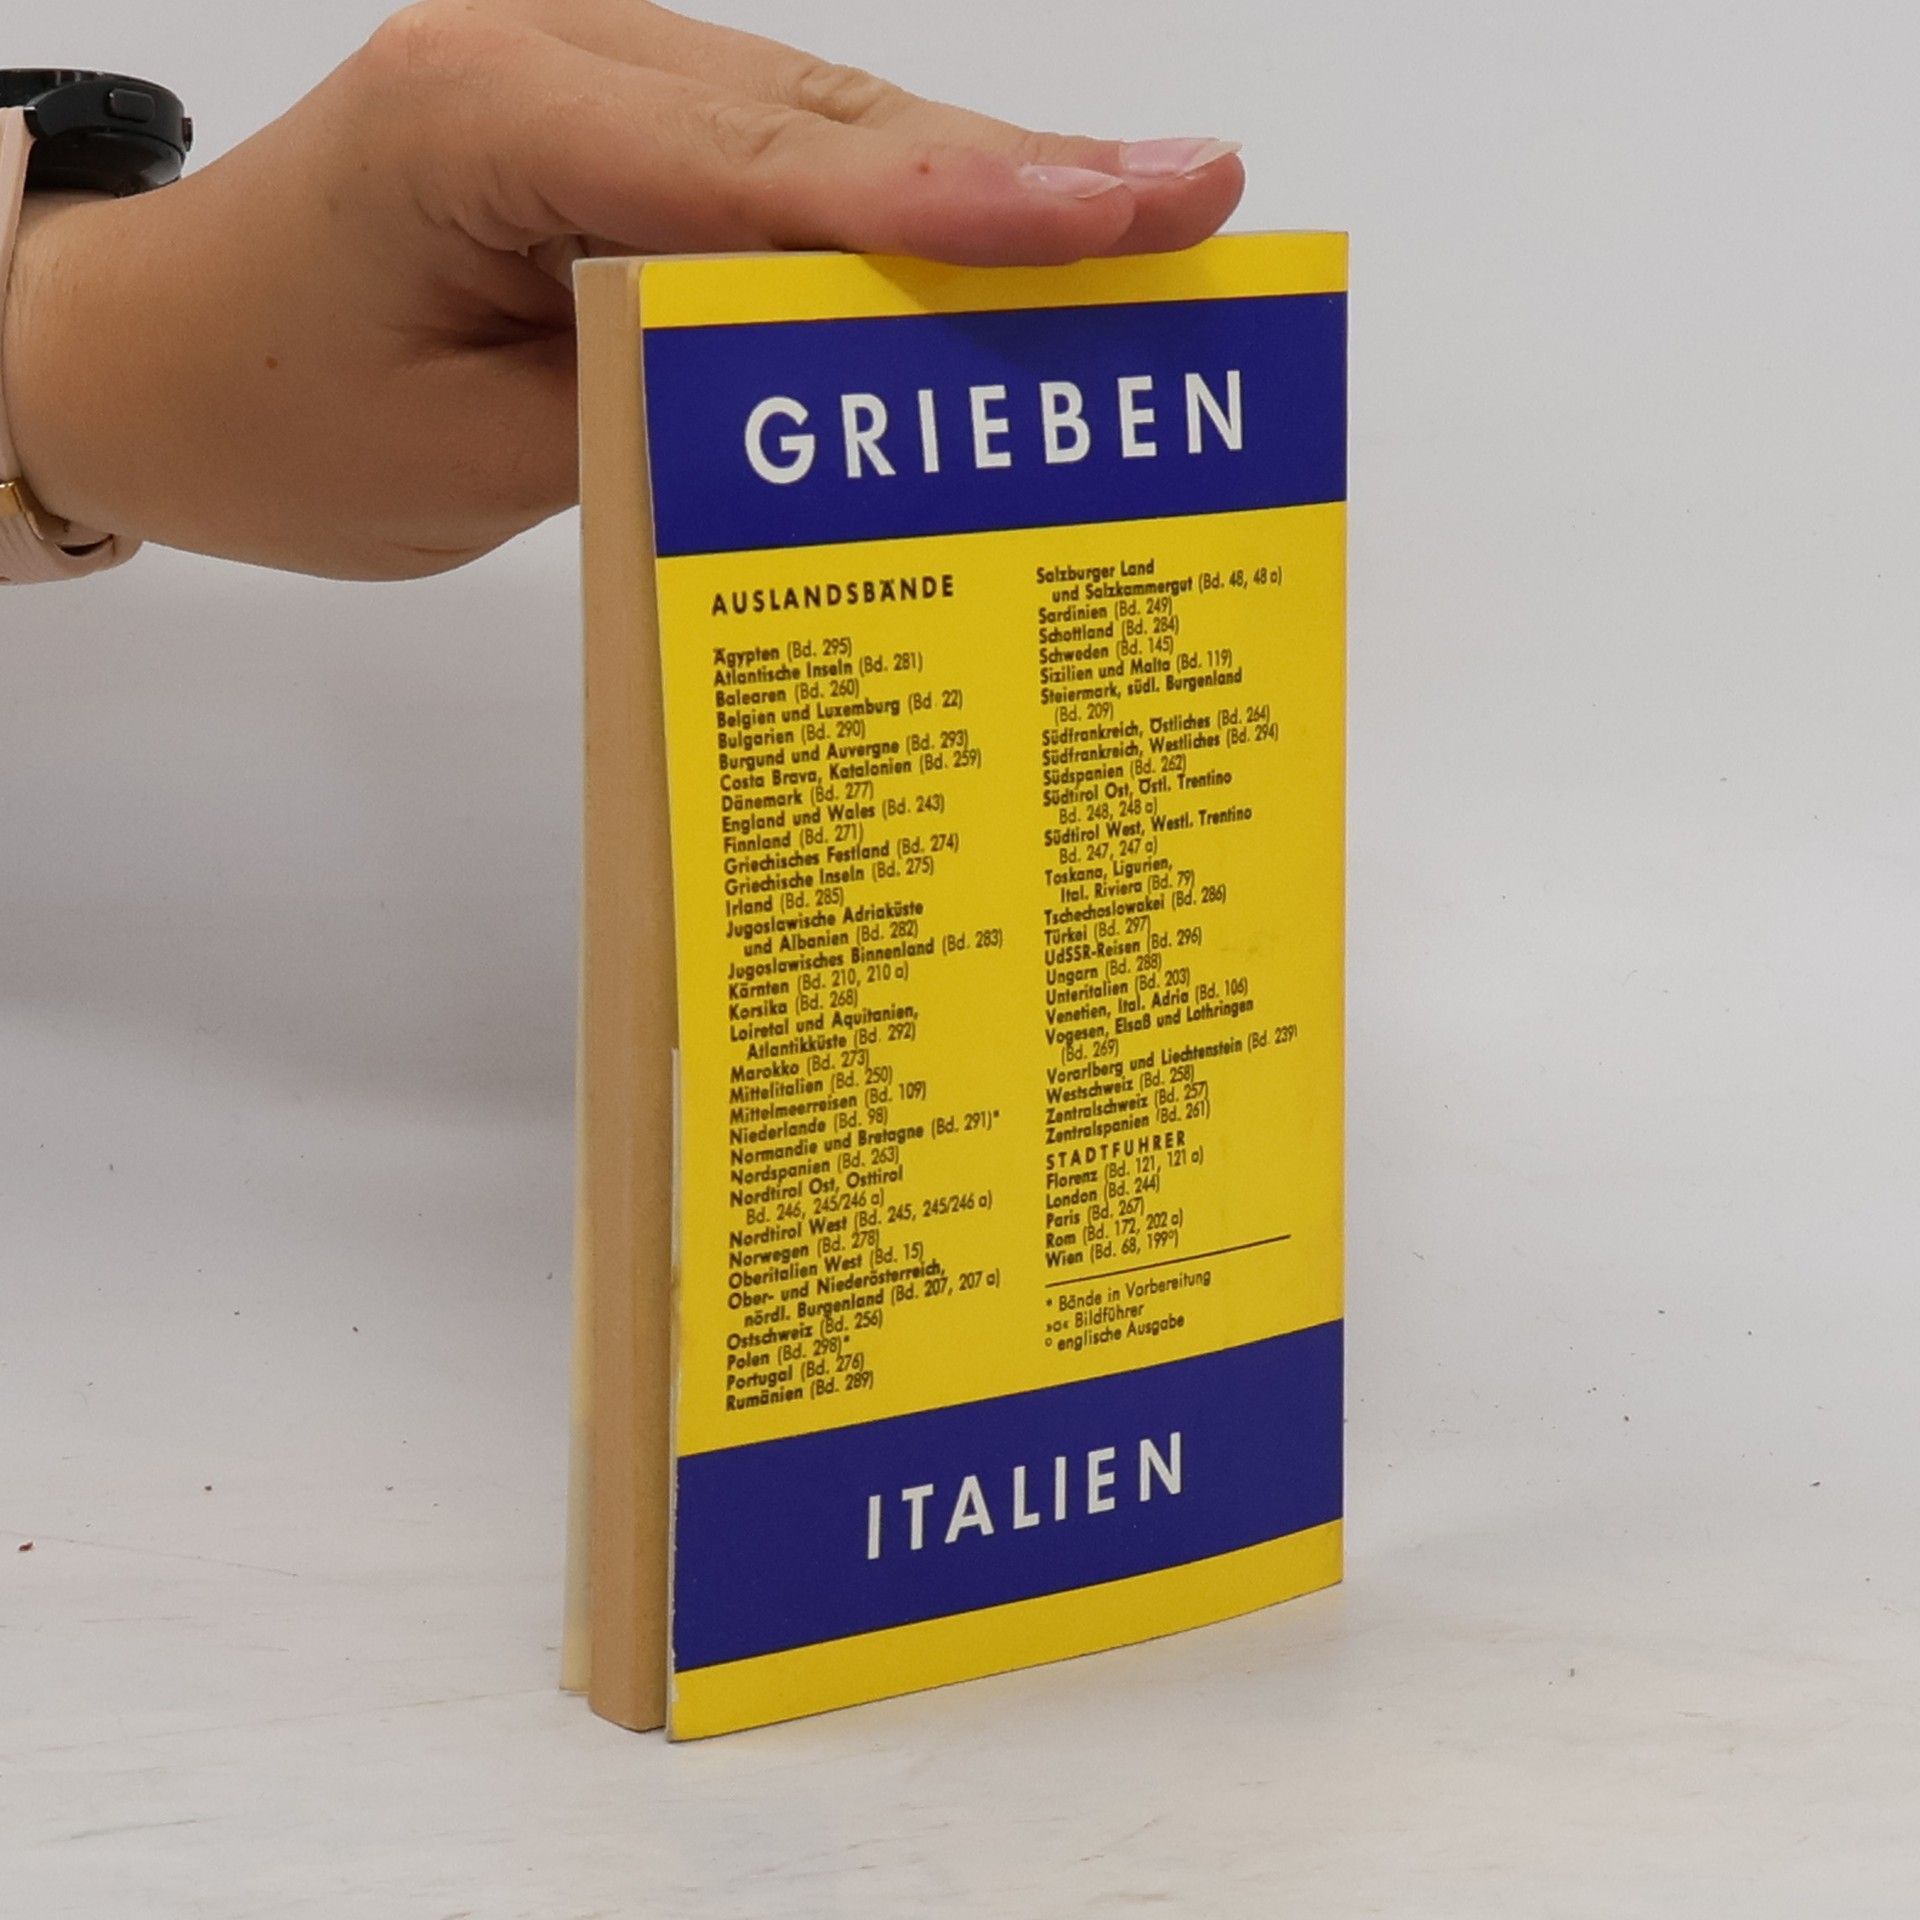 GRIEBEN
AUSLANDSBÄNDE
Ägypten (Bd. 295)
Atlantische Inseln (Bd. 281)
Balearen (Bd. 260)
Belgien und Luxemburg (Bd. 22)
Bulgarien (Bd. 290)
Burgund und Auvergne (Bd. 293)
Costa Brava, Katalonien (Bd. 259)
Dänemark (Bd. 277)
England und Wales (Bd. 243)
Finnland (Bd. 271)
Griechisches Festland (Bd. 274)
Griechische Inseln (Bd. 275)
Irland (Bd. 285)
Jugoslawische Adriaküste
und Albanien (Bd. 282)
Jugoslawisches Binnenland (Bd. 283)
Kärnten (Bd. 210, 210 a)
Korsika (Bd. 268)
Loiretal und Aquitanien,
Atlantikküste (Bd. 292)
Marokko (Bd. 273)
Mittelitalien (Bd. 250)
Mittelmeerreisen (Bd. 109)
Niederlande (Bd. 98)
Normandie und Bretagne (Bd. 291)*
Nordspanien (Bd. 263)
Nordtirol Ost, Osttirol
Bd. 246, 245/246 a)
Nordtirol West (Bd. 245, 245/246 a)
Norwegen (Bd. 278)
Oberitalien West (Bd. 15)
Ober- und Niederösterreich,
nördl. Burgenland (Bd. 207, 207 a)
Ostschweiz (Bd. 256)
Polen (Bd. 298)*
Portugal (Bd. 276)
Rumänien (Bd. 289)
Salzburger Land
und Salzkammergut (Bd. 48, 48 a)
Sardinien (Bd. 249)
Schottland (Bd. 284)
Schweden (Bd. 145)
Sizilien und Malta (Bd. 119)
Steiermark, südl. Burgenland
(Bd. 209)
Südfrankreich, Östliches (Bd. 264)
Südfrankreich, Westliches (Bd. 294)
Südspanien (Bd. 262)
Südtirol Ost, Östl. Trentino
Bd. 248, 248 a)
Südtirol West, Westl. Trentino
Bd. 247, 247 a)
Toskana, Ligurien,
Ital. Riviera (Bd. 79)
Tschechoslowakei (Bd. 286)
Türkei (Bd. 297)
UdSSR-Reisen (Bd. 296)
Ungarn (Bd. 288)
Unteritalien (Bd. 203)
Venetien, Ital. Adria (Bd. 106)
Vogesen, Elsaß und Lothringen
(Bd. 269)
Vorarlberg und Liechtenstein (Bd. 239)
Westschweiz (Bd. 258)
Zentralschweiz (Bd. 257)
Zentralspanien (Bd. 261)
STADTFUHRER
Florenz (Bd. 121, 121 a)
London (Bd. 244)
Paris (Bd. 267)
Rom (Bd. 172, 202 a)
Wien (Bd. 68, 199°)
* Bände in Vorbereitung
»a« Bildführer
° englische Ausgabe
ITALIEN